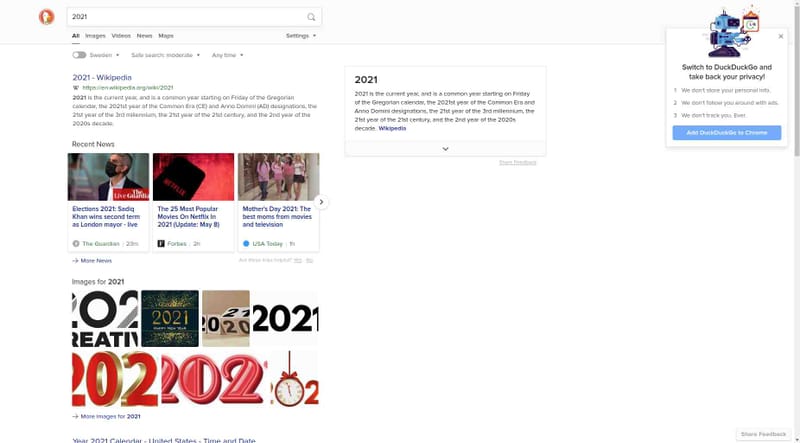 2021
All Images Videos News Maps Settings
Sweden Safe search: moderate Any time
2021 - Wikipedia
https://en.wikipedia.org/wiki/2021
2021 is the current year, and is a common year starting on Friday of the Gregorian
calendar, the 2021st year of the Common Era (CE) and Anno Domini (AD) designations, the
21st year of the 3rd millennium, the 21st year of the 21st century, and the 2nd year of the
2020s decade.
Recent News
The
Live Guardian
NETFLIX
Elections 2021: Sadiq
Khan wins second term
as London mayor - live
The Guardian | 23m
The 25 Most Popular
Movies On Netflix In
2021 (Update: May 8)
Forbes | 2h
Mother's Day 2021: The
best moms from movies
and television
USA Today | 1h
More News
Are these links helpful? Yes No
Images for 2021
2021
HAPPY NEW YEAR
2021
More Images for 2021
Year 2021 Calendar - United States - Time and Date
2021
2021 is the current year, and is a common year starting on Friday
of the Gregorian calendar, the 2021st year of the Common Era and
Anno Domini designations, the 21st year of the 3rd millennium,
the 21st year of the 21st century, and the 2nd year of the 2020s
decade. Wikipedia
Share Feedback
Switch to DuckDuckGo and
take back your privacy!
1 We don't store your personal info.
2 We don't follow you around with ads.
3 We don't track you. Ever.
Add DuckDuckGo to Chrome
Share Feedback